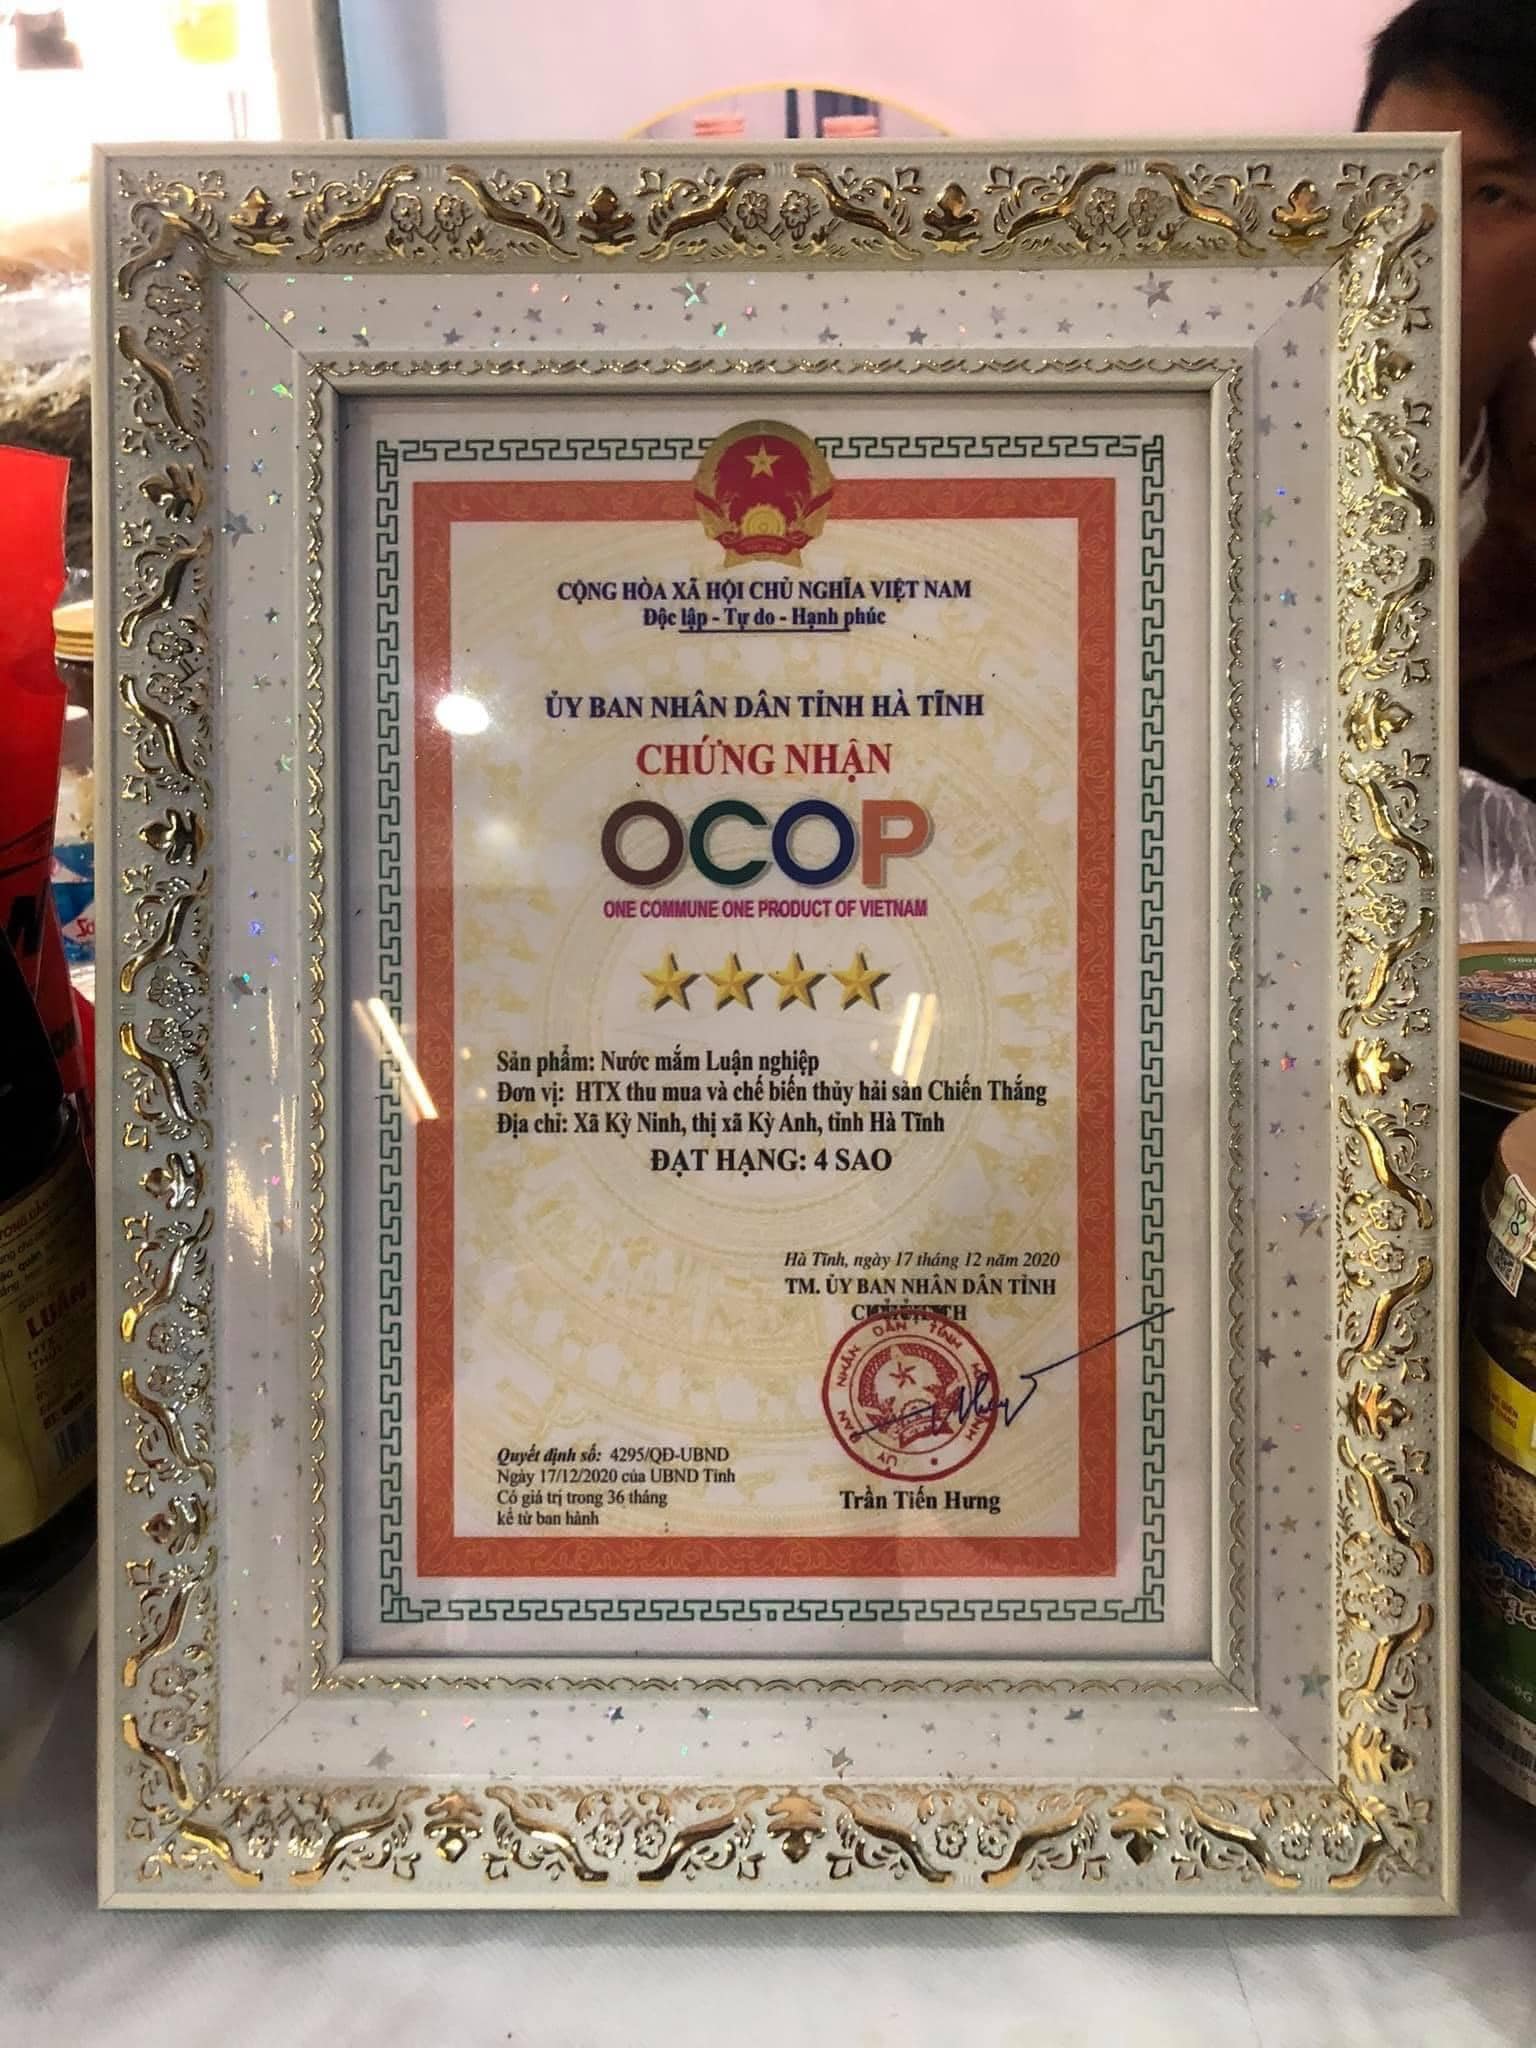 CỘNG HÒA XÃ HỘI CHỦ NGHĨA VIỆT NAM
Độc lập - Tự do - Hạnh phúc
ỦY BAN NHÂN DÂN TỈNH HÀ TĨNH
CHỨNG NHẬN
OCOP
ONE COMMUNE ONE PRODUCT OF VIETNAM
Sản phẩm: Nước mắm Luận nghiệp
Đơn vị: HTX thu mua và chế biến thủy hải sản Chiến Thắng
Địa chỉ: Xã Kỳ Ninh, thị xã Kỳ Anh, tỉnh Hà Tĩnh
ĐẠT HẠNG: 4 SAO
Hà Tĩnh, ngày 17 tháng 12 năm 2020
TM. ỦY BAN NHÂN DÂN TỈNH
Trần Tiến Hưng
Quyết định số: 4295/QĐ-UBND
Ngày 17/12/2020 của UBND Tỉnh
Có giá trị trong 36 tháng
kể từ ban hành
LUẬN